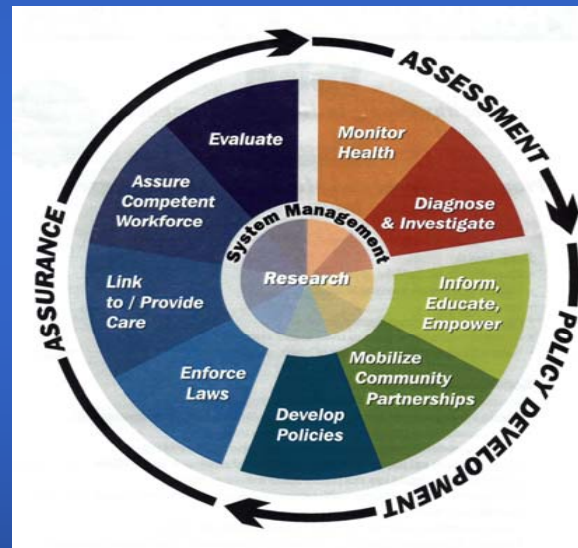 ASSESSMENT
Monitor
Health
Diagnose
& Investigate
POLICY DEVELOPMENT
Inform,
Educate,
Empower
Mobilize
Community
Partnerships
Develop
Policies
ASSURANCE
Enforce
Laws
Link
to / Provide
Care
Assure
Competent
Workforce
Evaluate
System Management
Research